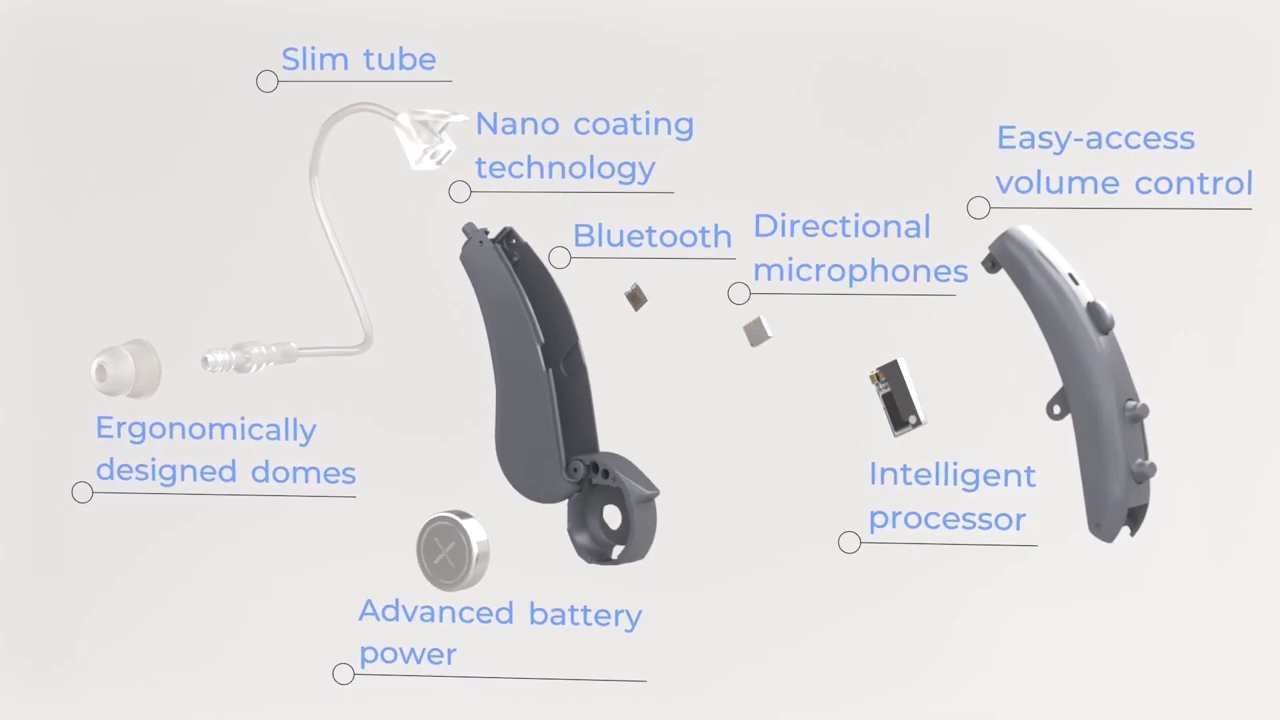 Slim tube
Nano coating
technology
Easy-access
volume control
Bluetooth
Directional
microphones
Ergonomically
designed domes
Intelligent
processor
Advanced battery
power